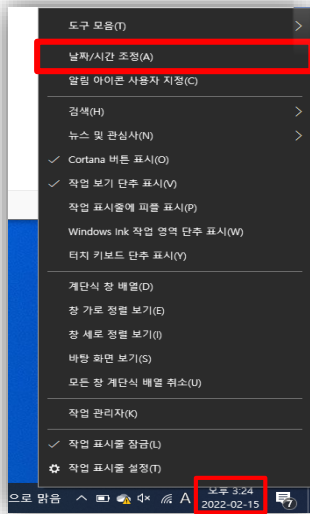 도구 모음(T)
날짜/시간 조정(A)
알림 아이콘 사용자 지정(C)
검색(H)
뉴스 및 관심사(N)
Cortana 버튼 표시(O)
작업 보기 단추 표시(V)
작업 표시줄에 피플 표시(P)
Windows Ink 작업 영역 단추 표시(W)
터치 키보드 단추 표시(Y)
계단식 창 배열(D)
창 가로 정렬 보기(E)
창 세로 정렬 보기(I)
바탕 화면 보기(S)
모든 창 계단식 배열 취소(U)
작업 관리자(K)
작업 표시줄 잠금(L)
작업 표시줄 설정(T)
으로 맑음 A 오후 3:24
2022-02-15 7